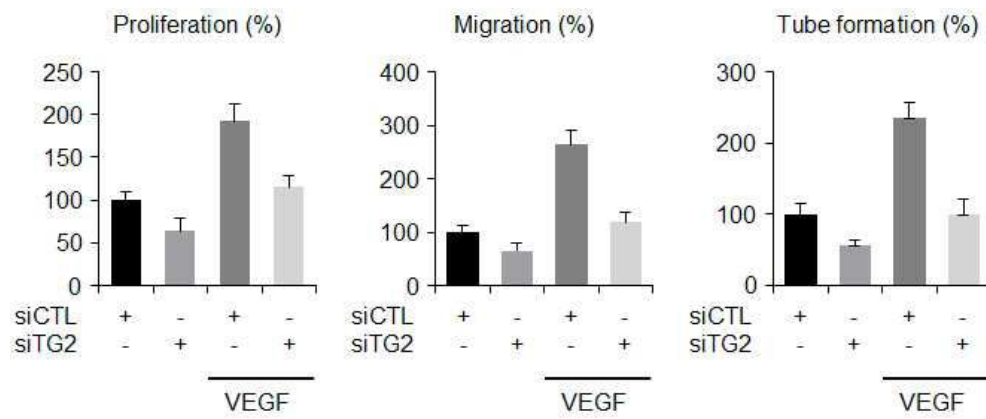 Proliferation (%)
250
200
150
100
50
0
siCTL + - + -
siTG2 - + - +
VEGF
Migration (%)
400
300
200
100
0
siCTL + - + -
siTG2 - + - +
VEGF
Tube formation (%)
300
200
100
0
siCTL + - + -
siTG2 - + - +
VEGF